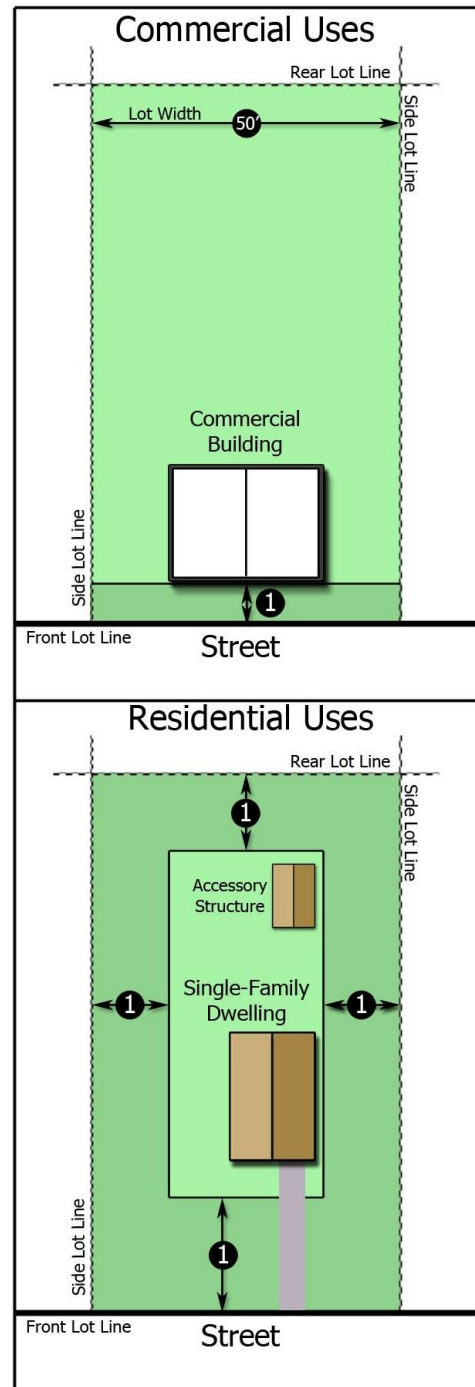 Commercial Uses
Rear Lot Line
Lot Width
50'
Side Lot Line
Commercial
Building
Side Lot Line
1
Front Lot Line
Street
Residential Uses
Rear Lot Line
1
Side Lot Line
Accessory
Structure
1
Single-Family
Dwelling
1
Side Lot Line
1
Front Lot Line
Street